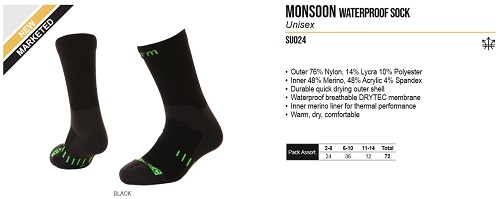 NEW
MARKETED
MONSOON WATERPROOF SOCK
Unisex
SU024
• Outer 76% Nylon, 14% Lycra 10% Polyester
• Inner 48% Merino, 48% Acrylic 4% Spandex
• Durable quick drying outer shell
• Waterproof breathable DRYTEC membrane
• Inner merino liner for thermal performance
• Warm, dry, comfortable
Pack Assort. 2-8 6-10 11-14 Total
24 36 12 72
BLACK